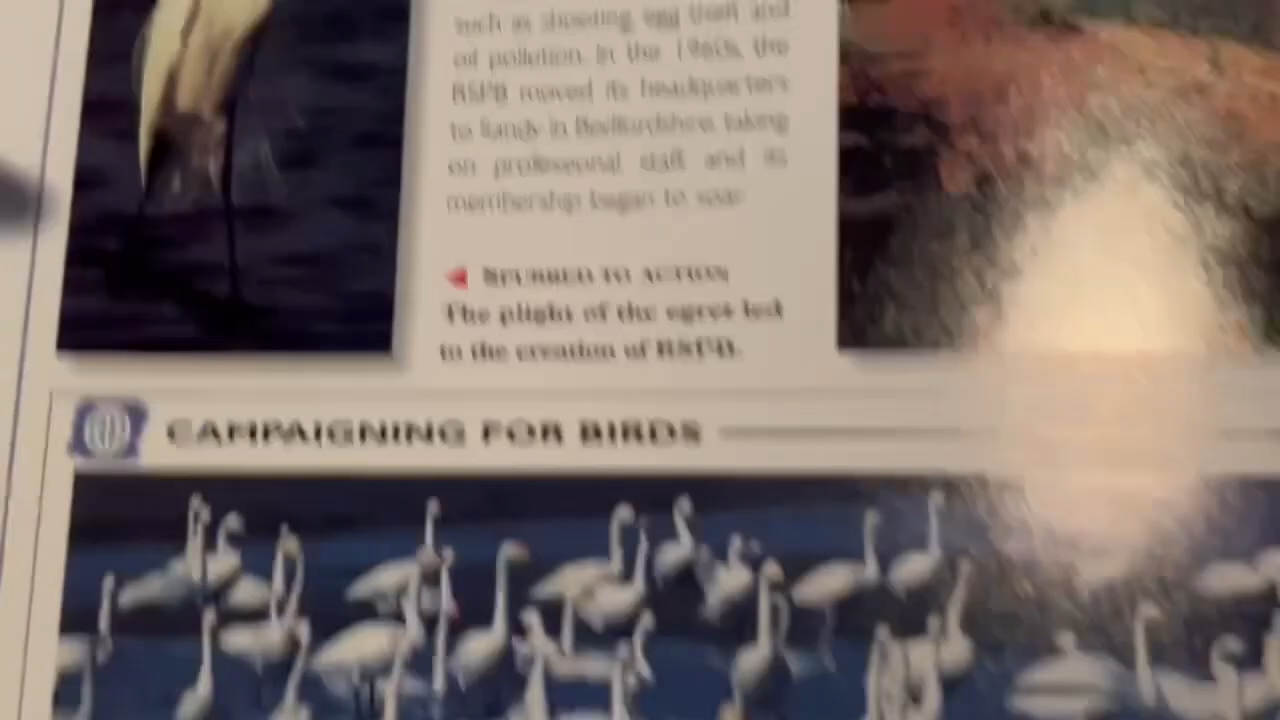 such as shooting egg theft and
oil pollution. In the 1960s, the
RSPB moved its headquarters
to Sandy in Bedfordshire, taking
on professional staff and its
membership began to soar.
SPURRED TO ACTION
The plight of the egret led
to the creation of RSPB.
CAMPAIGNING FOR BIRDS